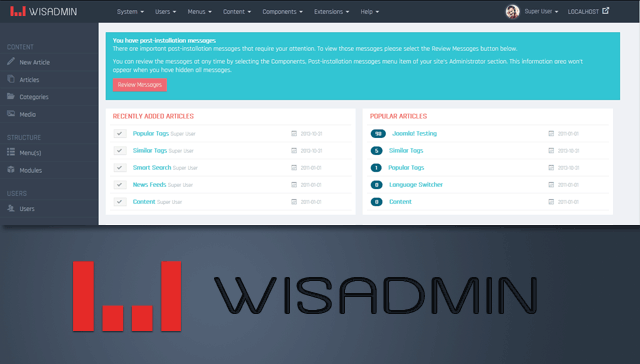 WISADMIN
System Users Menus Content Components Extensions Help Super User LOCALHOST
CONTENT
New Article
Articles
Categories
Media
STRUCTURE
Menu(s)
Modules
USERS
Users
You have post-installation messages
There are important post-installation messages that require your attention. To view those messages please select the Review Messages button below.
You can review the messages at any time by selecting the Components, Post-Installation messages menu item of your site's Administrator section. This information area won't
appear when you have hidden all messages.
Review Messages
RECENTLY ADDED ARTICLES
Popular Tags Super User 2013-10-31
Similar Tags Super User 2013-10-31
Smart Search Super User 2011-01-01
News Feeds Super User 2011-01-01
Content Super User 2011-01-01
POPULAR ARTICLES
98 Joomla! Testing 2011-01-01
5 Similar Tags 2013-10-31
1 Popular Tags 2013-10-31
0 Language Switcher 2011-01-01
0 Content 2011-01-01
WISADMIN